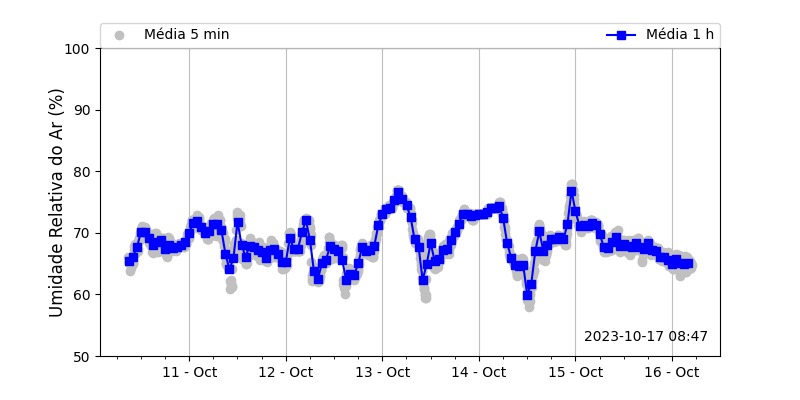 Média 5 min
Média 1 h
Umidade Relativa do Ar (%)
100
90
80
70
60
50
2023-10-17 08:47
11 - Oct
12 - Oct
13 - Oct
14 - Oct
15 - Oct
16 - Oct